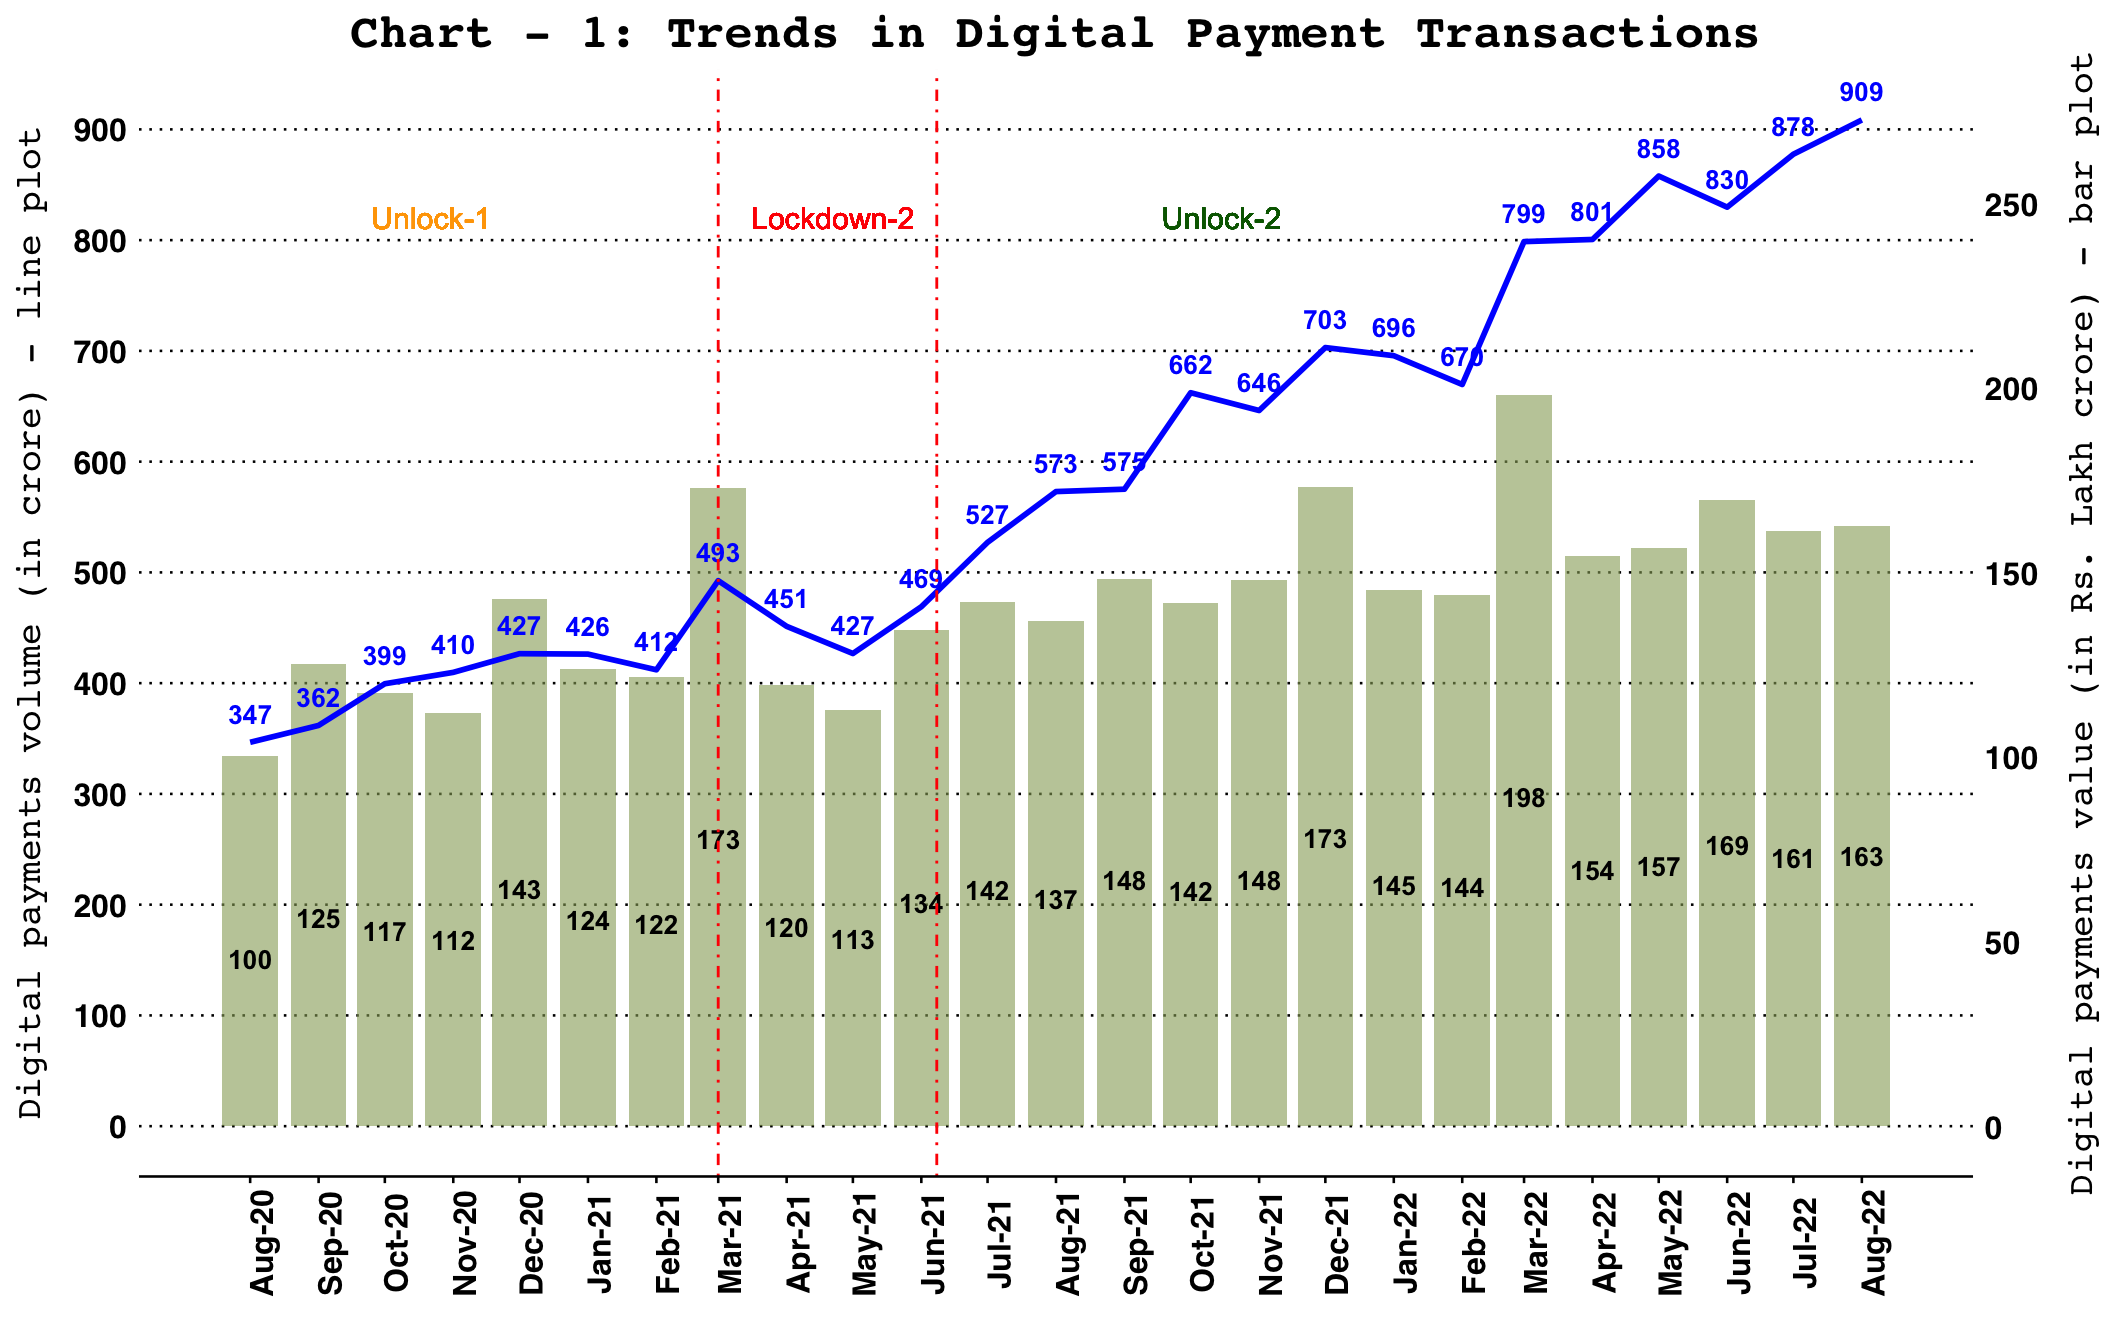 Chart - 1: Trends in Digital Payment Transactions
Digital payments volume (in crore) - line plot
900
800
700
600
500
400
300
200
100
0
Unlock-1
Lockdown-2
Unlock-2
347
362
399
410
427
426
412
493
451
427
469
527
573
575
662
646
703
696
670
799
801
858
830
878
909
100
125
117
112
143
124
122
173
120
113
134
142
137
148
142
148
173
145
144
198
154
157
169
161
163
250
200
150
100
50
0
Digital payments value (in Rs. Lakh crore) - bar plot
Aug-20
Sep-20
Oct-20
Nov-20
Dec-20
Jan-21
Feb-21
Mar-21
Apr-21
May-21
Jun-21
Jul-21
Aug-21
Sep-21
Oct-21
Nov-21
Dec-21
Jan-22
Feb-22
Mar-22
Apr-22
May-22
Jun-22
Jul-22
Aug-22